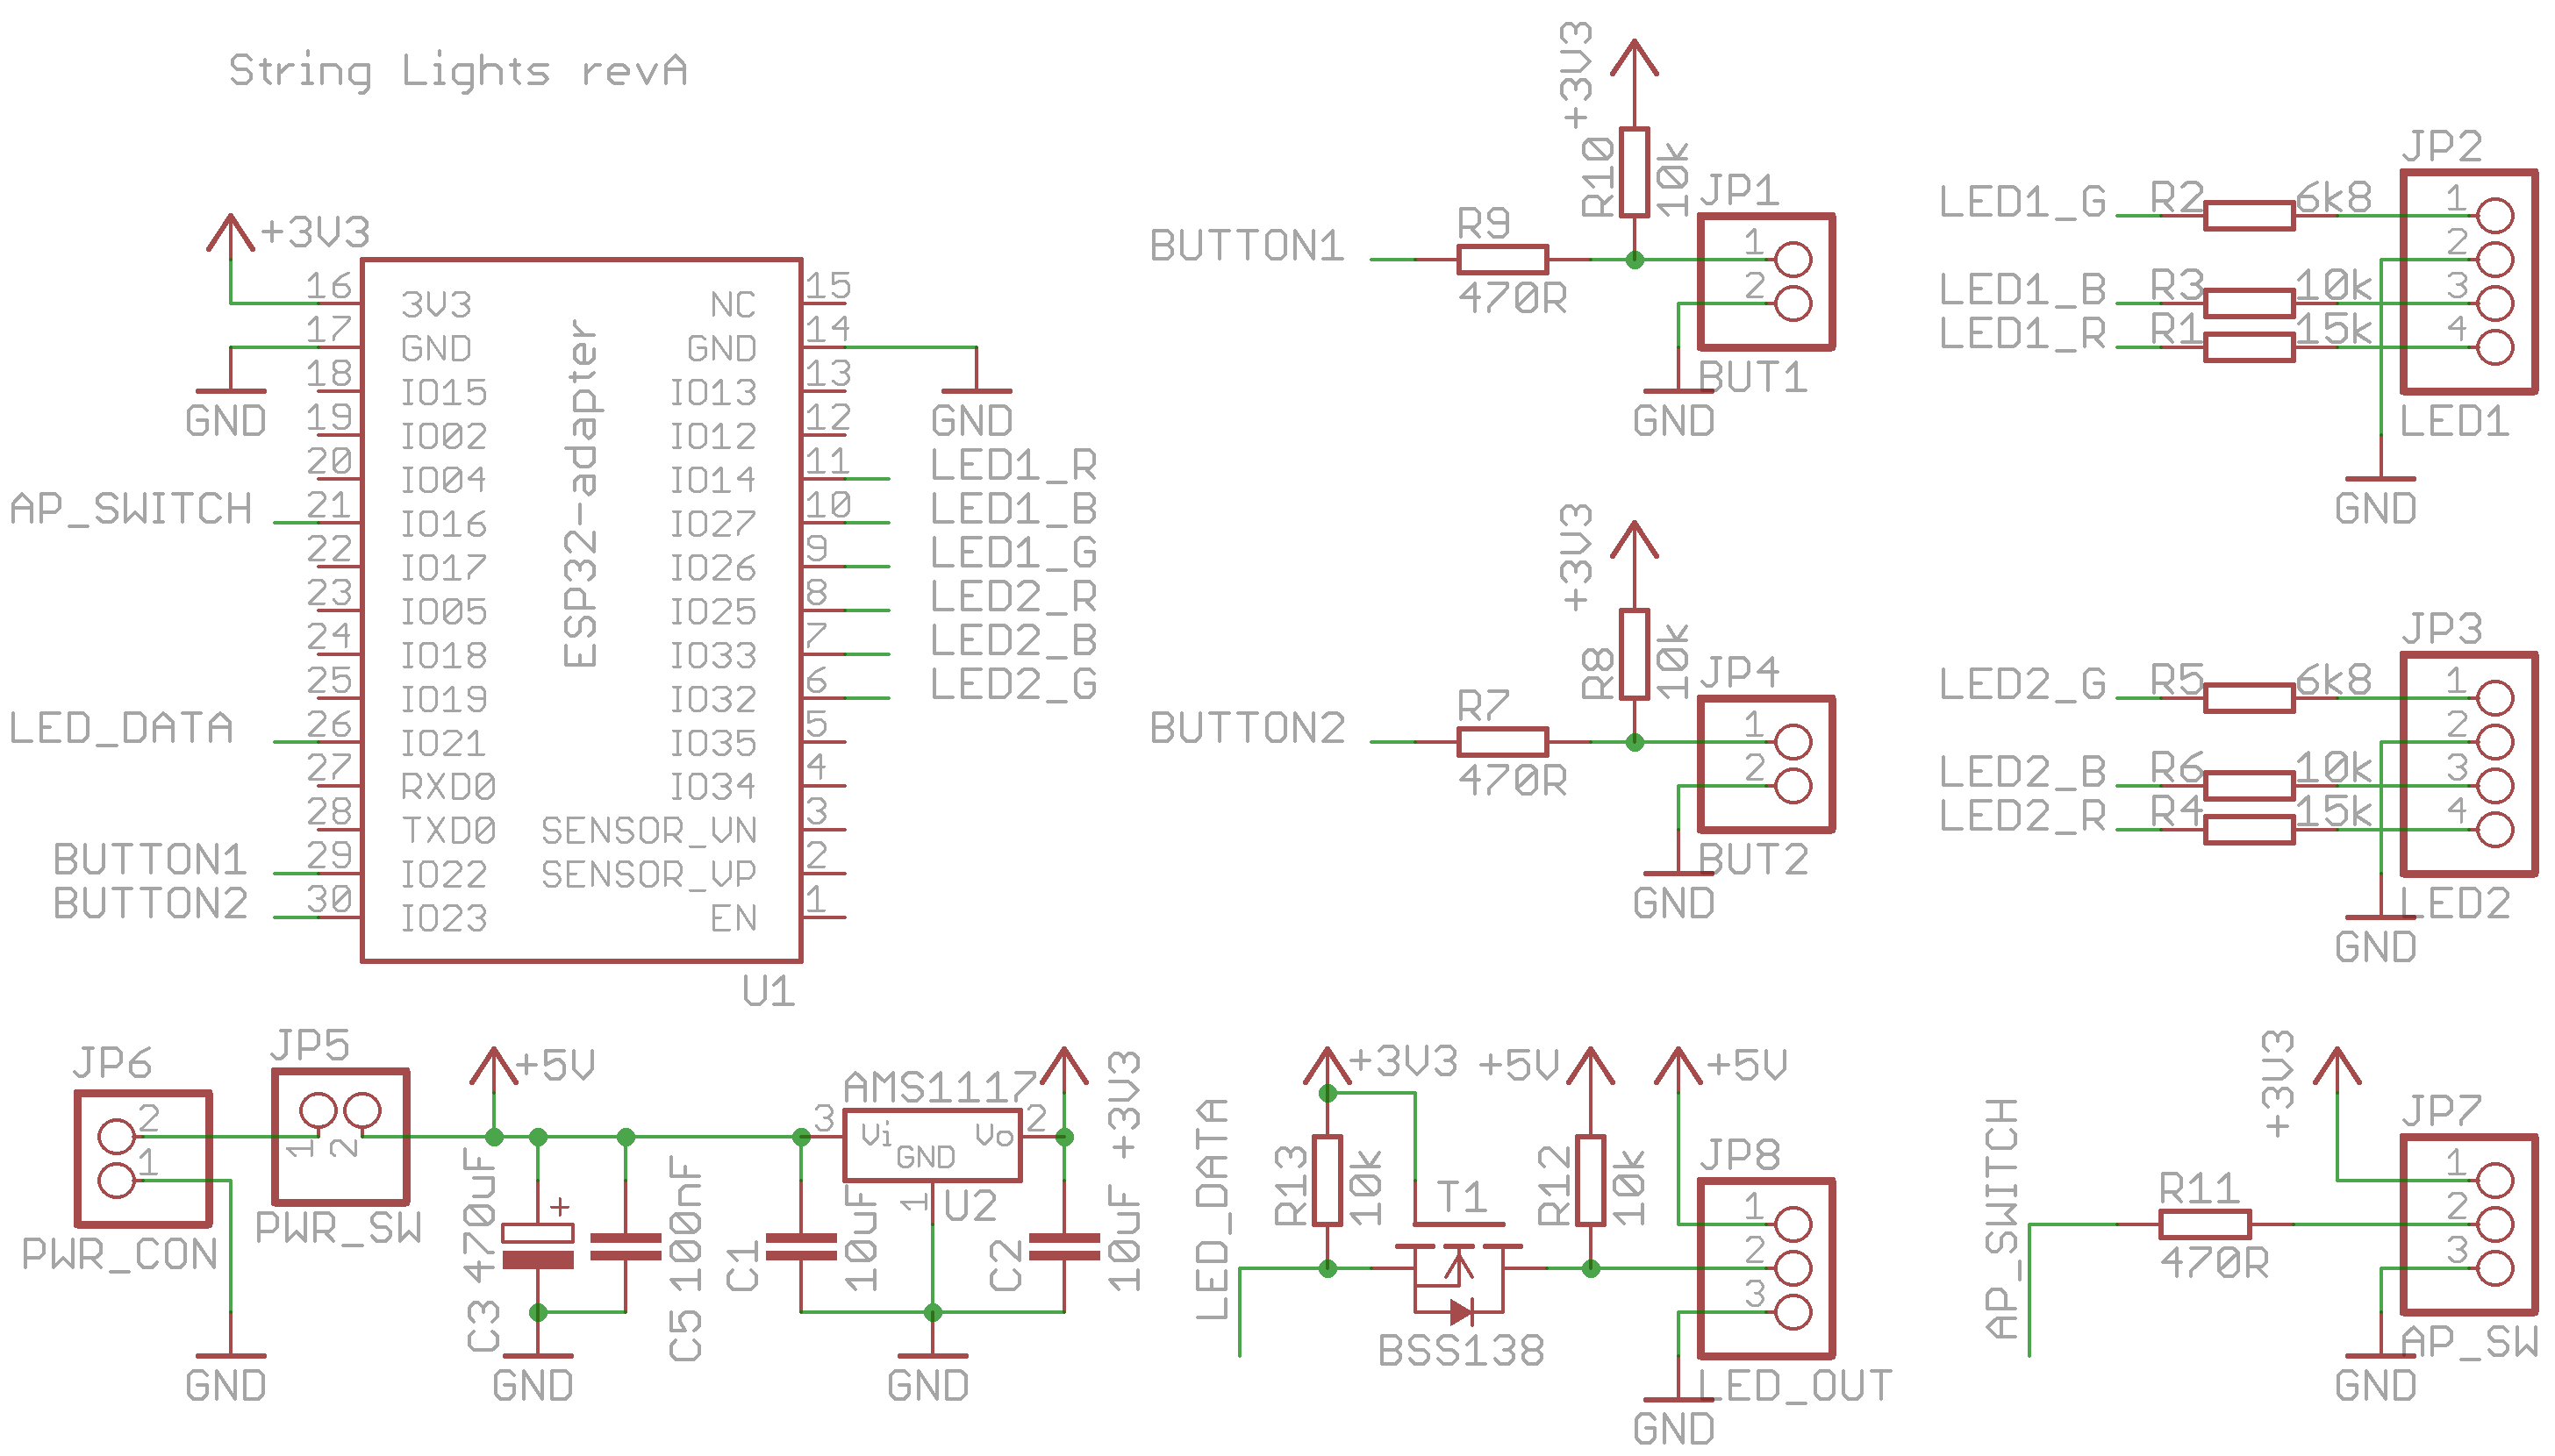 String Lights revA
+3V3
16 3V3 NC 15
17 GND GND 14
18 IO15 IO13 13
19 IO02 IO12 12
20 IO04 IO14 11 LED1_R
AP_SWITCH 21 IO16 IO27 10 LED1_B
22 IO17 IO26 9 LED1_G
23 IO05 IO25 8 LED2_R
24 IO18 IO33 7 LED2_B
25 IO19 IO32 6 LED2_G
LED_DATA 26 IO21 IO35 5
27 RXD0 IO34 4
28 TXD0 SENSOR_VN 3
BUTTON1 29 IO22 SENSOR_VP 2
BUTTON2 30 IO23 EN 1
ESP32-adapter
GND
GND
U1
+3V3
R10
10k
JP1
BUTTON1
R9
470R
1
2
BUT1
GND
JP2
LED1_G R2 6k8 1
2
LED1_B R3 10k 3
LED1_R R1 15k 4
LED1
GND
+3V3
R8
10k
JP4
BUTTON2
R7
470R
1
2
BUT2
GND
JP3
LED2_G R5 6k8 1
2
LED2_B R6 10k 3
LED2_R R4 15k 4
LED2
GND
JP6
2
1
PWR_CON
GND
JP5
1
2
PWR_SW
+5V
+
C3
470uF
GND
C5
100nF
C1
10uF
AMS1117
3 Vi Vo 2
GND
1
U2
GND
C2
10uF
+3V3
+3V3
LED_DATA
R13
10k
T1
BSS138
+5V
R12
10k
+5V
JP8
1
2
3
LED_OUT
GND
AP_SWITCH
R11
470R
+3V3
JP7
1
2
3
AP_SW
GND